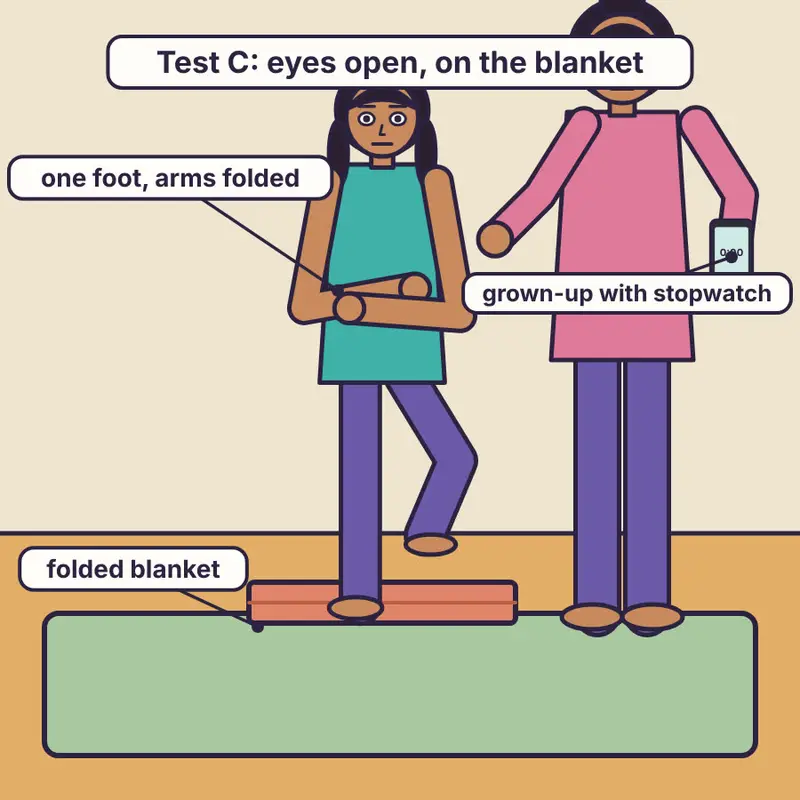 Test C: eyes open, on the blanket
one foot, arms folded
grown-up with stopwatch
folded blanket